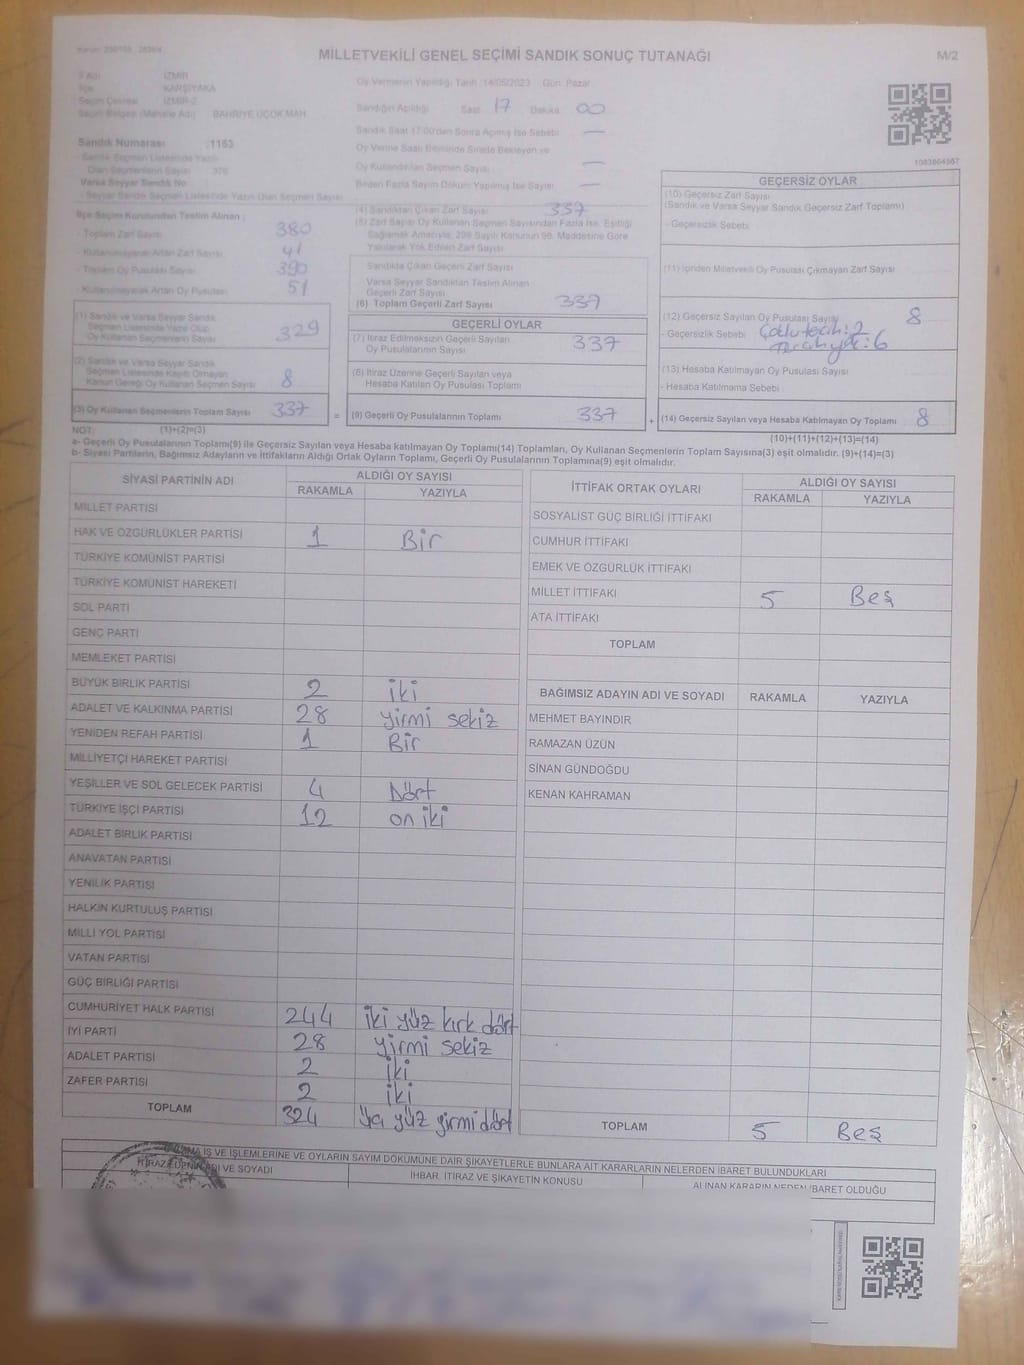 MİLLETVEKİLİ GENEL SEÇİMİ SANDIK SONUÇ TUTANAĞI
M/2
İl Adı İZMİR
İlçe KARŞIYAKA
Seçim Çevresi İZMİR-2
Seçim Bölgesi (Mahalle Adı) BAHRİYE ÜÇOK MAH.
Sandık Numarası :1153
- Sandık Seçmen Listesinde Yazılı
Olan Seçmenlerin Sayısı 376
Varsa Seyyar Sandık No
- Seyyar Sandık Seçmen Listesi'nde Yazılı Olan Seçmen Sayısı
İlçe Seçim Kurulundan Teslim Alınan ;
- Toplam Zarf Sayısı 380
- Kullanılmayarak Artan Zarf Sayısı 41
- Toplam Oy Pusulası Sayısı 390
- Kullanılmayarak Artan Oy Pusulası 51
(1) Sandık ve Varsa Seyyar Sandık
Seçmen Listesinde Yazılı Olup
Oy Kullanan Seçmenlerin Sayısı 329
(2) Sandık ve Varsa Seyyar Sandık
Seçmen Listesinde Kayıtlı Olmayan
Kanun Gereği Oy Kullanan Seçmen Sayısı 8
(3) Oy Kullanan Seçmenlerin Toplam Sayısı 337
Oy Vermenin Yapıldığı Tarih :14/05/2023 Gün: Pazar
Sandığın Açıldığı Saat 17 Dakika 00
Sandık Saat 17:00'den Sonra Açılmış İse Sebebi —
Oy Verme Saati Bitiminde Sırada Bekleyen ve
Oy Kullandırılan Seçmen Sayısı —
Birden Fazla Sayım Döküm Yapılmış İse Sayısı —
(4) Sandıktan Çıkan Zarf Sayısı 337
(5) Zarf Sayısı Oy Kullanan Seçmen Sayısından Fazla İse, Eşitliği
Sağlamak Amacıyla, 298 Sayılı Kanunun 98. Maddesine Göre
Yakılarak Yok Edilen Zarf Sayısı
Sandıkta Çıkan Geçerli Zarf Sayısı
Varsa Seyyar Sandıktan Teslim Alınan
Geçerli Zarf Sayısı
(6) Toplam Geçerli Zarf Sayısı 337
GEÇERLİ OYLAR
(7) İtiraz Edilmeksizin Geçerli Sayılan
Oy Pusulalarının Sayısı 337
(8) İtiraz Üzerine Geçerli Sayılan veya
Hesaba Katılan Oy Pusulası Toplamı
= (9) Geçerli Oy Pusulalarının Toplamı 337
1083864567
GEÇERSİZ OYLAR
(10) Geçersiz Zarf Sayısı
(Sandık ve Varsa Seyyar Sandık Geçersiz Zarf Toplamı)
- Geçersizlik Sebebi
(11) İçinden Milletvekili Oy Pusulası Çıkmayan Zarf Sayısı
(12) Geçersiz Sayılan Oy Pusulası Sayısı 8
- Geçersizlik Sebebi :2
:6
(13) Hesaba Katılmayan Oy Pusulası Sayısı
- Hesaba Katılmama Sebebi
+ (14) Geçersiz Sayılan veya Hesaba Katılmayan Oy Toplamı 8
NOT: (1)+(2)=(3) (10)+(11)+(12)+(13)=(14)
a- Geçerli Oy Pusulalarının Toplamı(9) ile Geçersiz Sayılan veya Hesaba katılmayan Oy Toplamı(14) Toplamları, Oy Kullanan Seçmenlerin Toplam Sayısına(3) eşit olmalıdır. (9)+(14)=(3)
b- Siyasi Partilerin, Bağımsız Adayların ve İttifakların Aldığı Ortak Oyların Toplamı, Geçerli Oy Pusulalarının Toplamına(9) eşit olmalıdır.
SİYASİ PARTİNİN ADI ALDIĞI OY SAYISI
RAKAMLA YAZIYLA
MİLLET PARTİSİ
HAK VE ÖZGÜRLÜKLER PARTİSİ 1 Bir
TÜRKİYE KOMÜNİST PARTİSİ
TÜRKİYE KOMÜNİST HAREKETİ
SOL PARTİ
GENÇ PARTİ
MEMLEKET PARTİSİ
BÜYÜK BİRLİK PARTİSİ 2 iki
ADALET VE KALKINMA PARTİSİ 28 yirmi sekiz
YENİDEN REFAH PARTİSİ 1 Bir
MİLLİYETÇİ HAREKET PARTİSİ
YEŞİLLER VE SOL GELECEK PARTİSİ 4 Dört
TÜRKİYE İŞÇİ PARTİSİ 12 on iki
ADALET BİRLİK PARTİSİ
ANAVATAN PARTİSİ
YENİLİK PARTİSİ
HALKIN KURTULUŞ PARTİSİ
MİLLİ YOL PARTİSİ
VATAN PARTİSİ
GÜÇ BİRLİĞİ PARTİSİ
CUMHURİYET HALK PARTİSİ 244 iki yüz kırk dört
İYİ PARTİ 28 yirmi sekiz
ADALET PARTİSİ 2 iki
ZAFER PARTİSİ 2 iki
TOPLAM 324 yüz yirmi dört
İTTİFAK ORTAK OYLARI ALDIĞI OY SAYISI
RAKAMLA YAZIYLA
SOSYALİST GÜÇ BİRLİĞİ İTTİFAKI
CUMHUR İTTİFAKI
EMEK VE ÖZGÜRLÜK İTTİFAKI
MİLLET İTTİFAKI 5 Beş
ATA İTTİFAKI
TOPLAM
BAĞIMSIZ ADAYIN ADI VE SOYADI RAKAMLA YAZIYLA
MEHMET BAYINDIR
RAMAZAN ÜZÜN
SİNAN GÜNDOĞDU
KENAN KAHRAMAN
TOPLAM 5 Beş
İŞ VE İŞLEMLERİNE VE OYLARIN SAYIM DÖKÜMÜNE DAİR ŞİKAYETLERLE BUNLARA AİT KARARLARIN NELERDEN İBARET BULUNDUKLARI
İTİRAZ EDENİN ADI VE SOYADI İHBAR, İTİRAZ VE ŞİKAYETİN KONUSU ALINAN KARARIN NEDEN İBARET OLDUĞU